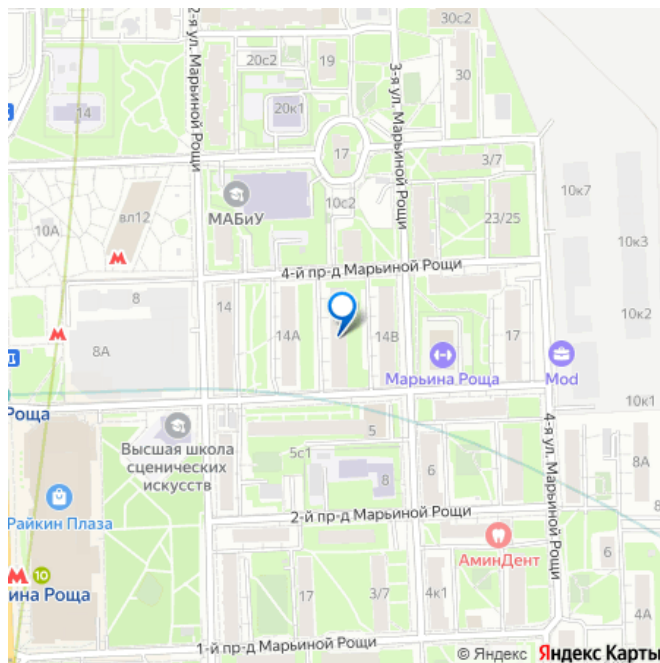 30с2
2-я ул. Марьиной Рощи
20с2
19
3-я ул. Марьиной Рощи
30
14
20к1
17
3/7
10к7
МАБиУ
вл12
10с2
23/25
10А
10к3
4-й пр-д Марьиной Рощи
8
14
10к2
14А
14В
17
8А
Марьина Роща
Mod
10к1
Роща
Высшая школа
сценических
искусств
5
5с1
4-я ул. Марьиной Рощи
6
8А
8
Райкин Плаза
2-й пр-д Марьиной Рощи
АминДент
6
10
ина Роща
17
3/7
4к1
4А
1-й пр-д Марьиной Рощи
© Яндекс Яндекс Карты